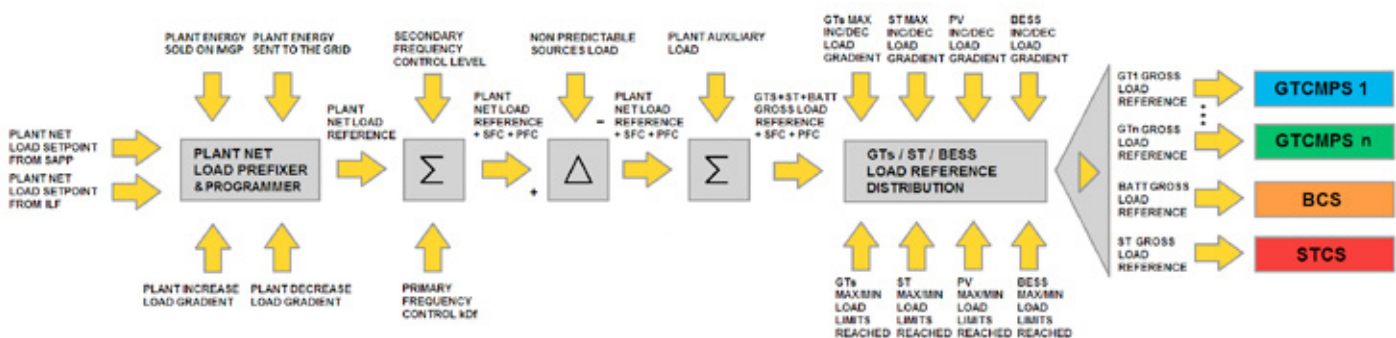 PLANT ENERGY
SOLD ON MGP
PLANT ENERGY
SENT TO THE GRID
SECONDARY
FREQUENCY
CONTROL LEVEL
NON PREDICTABLE
SOURCES LOAD
PLANT AUXILIARY
LOAD
GTs MAX
INC/DEC
LOAD
GRADIENT
ST MAX
INC/DEC
LOAD
GRADIENT
PV
INC/DEC
LOAD
GRADIENT
BESS
INC/DEC
LOAD
GRADIENT
PLANT NET
LOAD SETPOINT
FROM SAPP
PLANT NET
LOAD SETPOINT
FROM ILF
PLANT NET
LOAD PREFIXER
& PROGRAMMER
PLANT
NET LOAD
REFERENCE
Σ
PLANT
NET LOAD
REFERENCE
+ SFC + PFC
+
−
Δ
PLANT
NET LOAD
REFERENCE
+ SFC + PFC
Σ
GTS+ST+BATT
GROSS LOAD
REFERENCE
+ SFC + PFC
GTs / ST / BESS
LOAD REFERENCE
DISTRIBUTION
GT1 GROSS
LOAD
REFERENCE
GTCMPS 1
GTn GROSS
LOAD
REFERENCE
GTCMPS n
BATT GROSS
LOAD
REFERENCE
BCS
ST GROSS
LOAD
REFERENCE
STCS
PLANT INCREASE
LOAD GRADIENT
PLANT DECREASE
LOAD GRADIENT
PRIMARY
FREQUENCY
CONTROL kDf
GTs
MAX/MIN
LOAD
LIMITS
REACHED
ST
MAX/MIN
LOAD
LIMITS
REACHED
PV
MAX/MIN
LOAD
LIMITS
REACHED
BESS
MAX/MIN
LOAD
LIMITS
REACHED